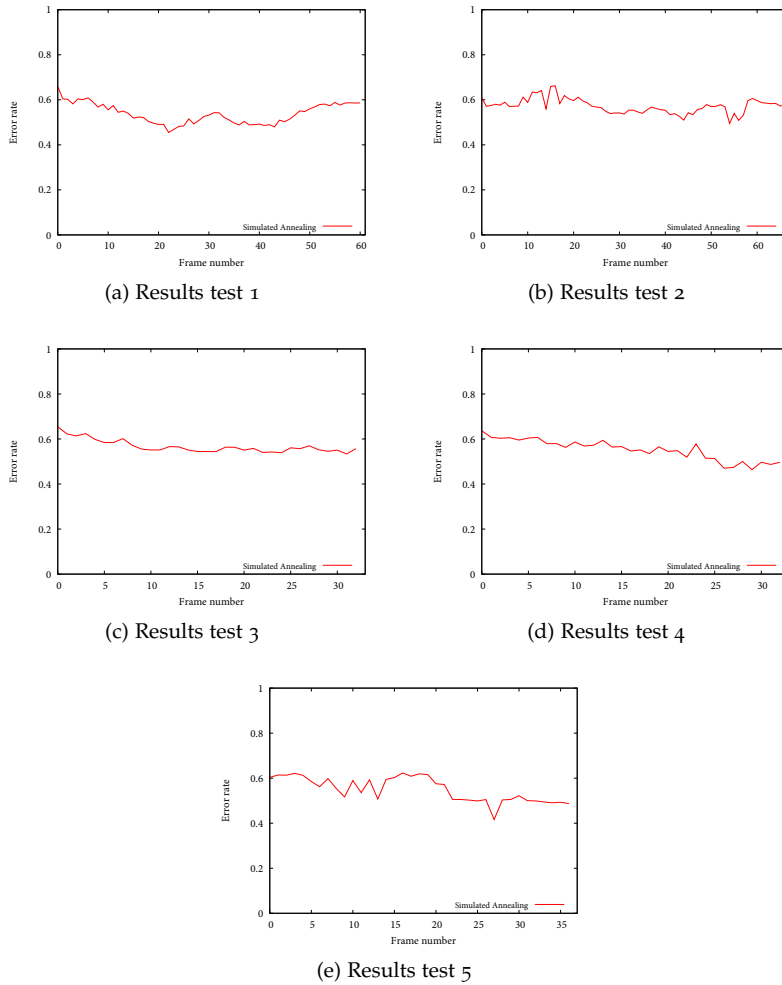 1
0.8
0.6
0.4
0.2
0
Error rate
Simulated Annealing
0 10 20 30 40 50 60
Frame number
(a) Results test 1
1
0.8
0.6
0.4
0.2
0
Error rate
Simulated Annealing
0 10 20 30 40 50 60
Frame number
(b) Results test 2
1
0.8
0.6
0.4
0.2
0
Error rate
Simulated Annealing
0 5 10 15 20 25 30
Frame number
(c) Results test 3
1
0.8
0.6
0.4
0.2
0
Error rate
Simulated Annealing
0 5 10 15 20 25 30
Frame number
(d) Results test 4
1
0.8
0.6
0.4
0.2
0
Error rate
Simulated Annealing
0 5 10 15 20 25 30 35
Frame number
(e) Results test 5